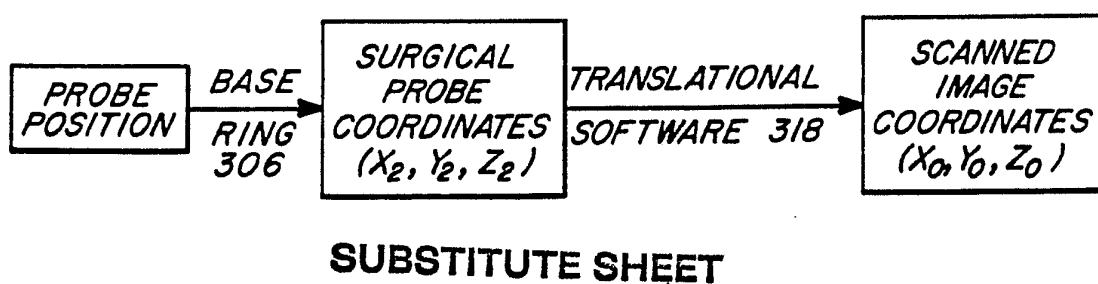 PROBE
POSITION
BASE
RING
306
SURGICAL
PROBE
COORDINATES
(X2, Y2, Z2)
TRANSLATIONAL
SOFTWARE 318
SCANNED
IMAGE
COORDINATES
(X0, Y0, Z0)
SUBSTITUTE SHEET